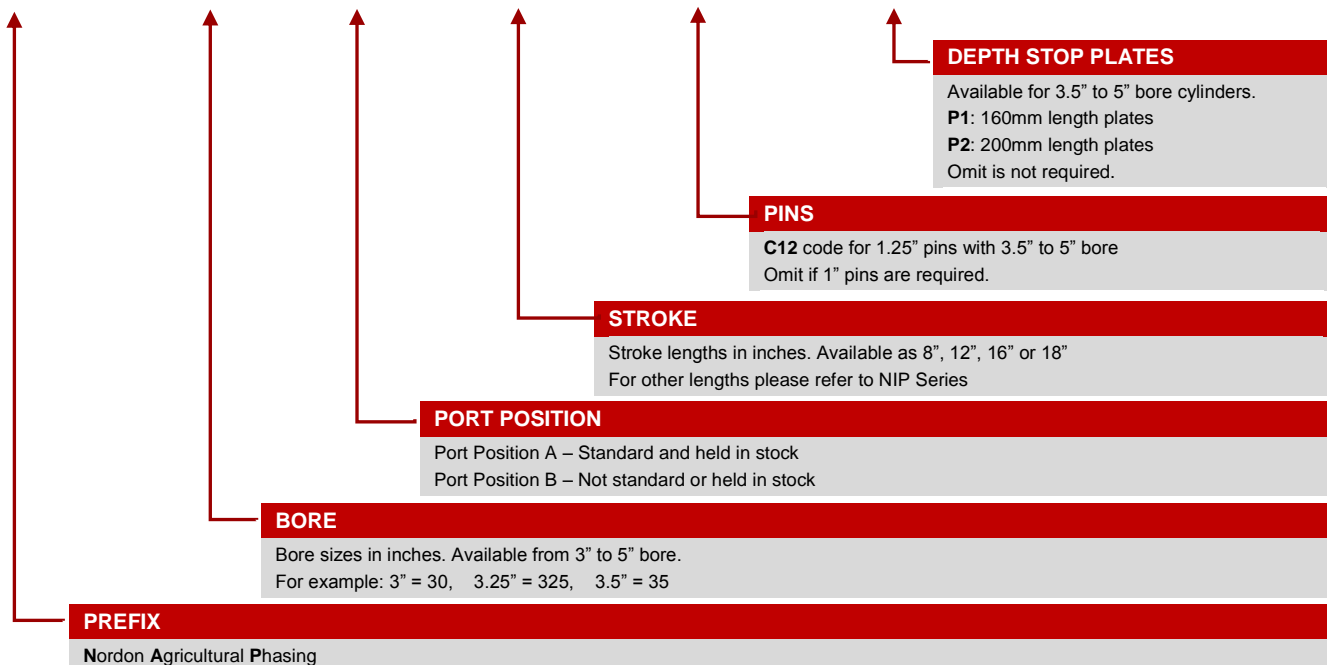 DEPTH STOP PLATES
Available for 3.5” to 5” bore cylinders.
P1: 160mm length plates
P2: 200mm length plates
Omit is not required.
PINS
C12 code for 1.25” pins with 3.5” to 5” bore
Omit if 1” pins are required.
STROKE
Stroke lengths in inches. Available as 8”, 12”, 16” or 18”
For other lengths please refer to NIP Series
PORT POSITION
Port Position A – Standard and held in stock
Port Position B – Not standard or held in stock
BORE
Bore sizes in inches. Available from 3” to 5” bore.
For example: 3” = 30, 3.25” = 325, 3.5” = 35
PREFIX
Nordon Agricultural Phasing